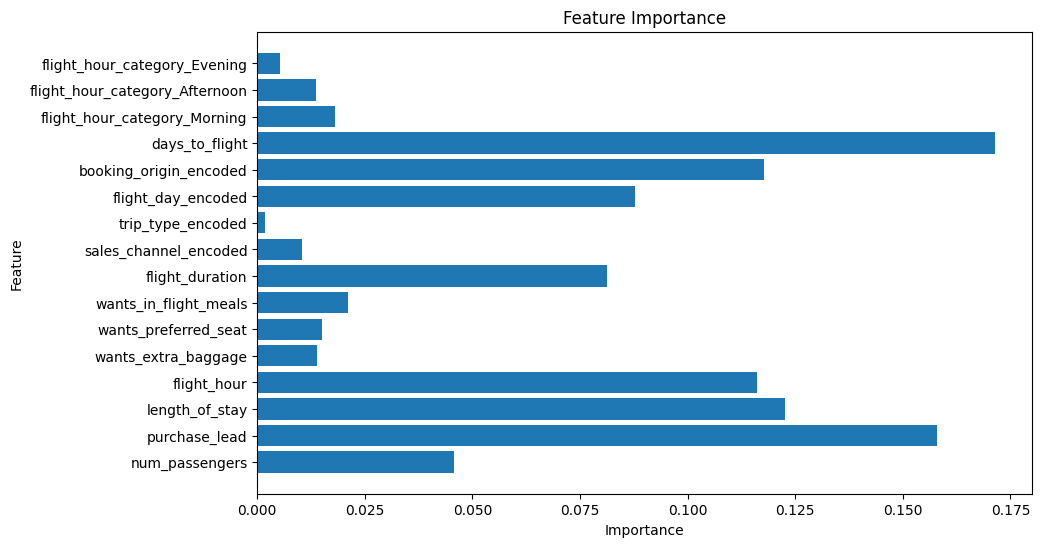 Feature Importance
flight_hour_category_Evening
flight_hour_category_Afternoon
flight_hour_category_Morning
days_to_flight
booking_origin_encoded
flight_day_encoded
trip_type_encoded
sales_channel_encoded
flight_duration
wants_in_flight_meals
wants_preferred_seat
wants_extra_baggage
flight_hour
length_of_stay
purchase_lead
num_passengers
Feature
0.000 0.025 0.050 0.075 0.100 0.125 0.150 0.175
Importance